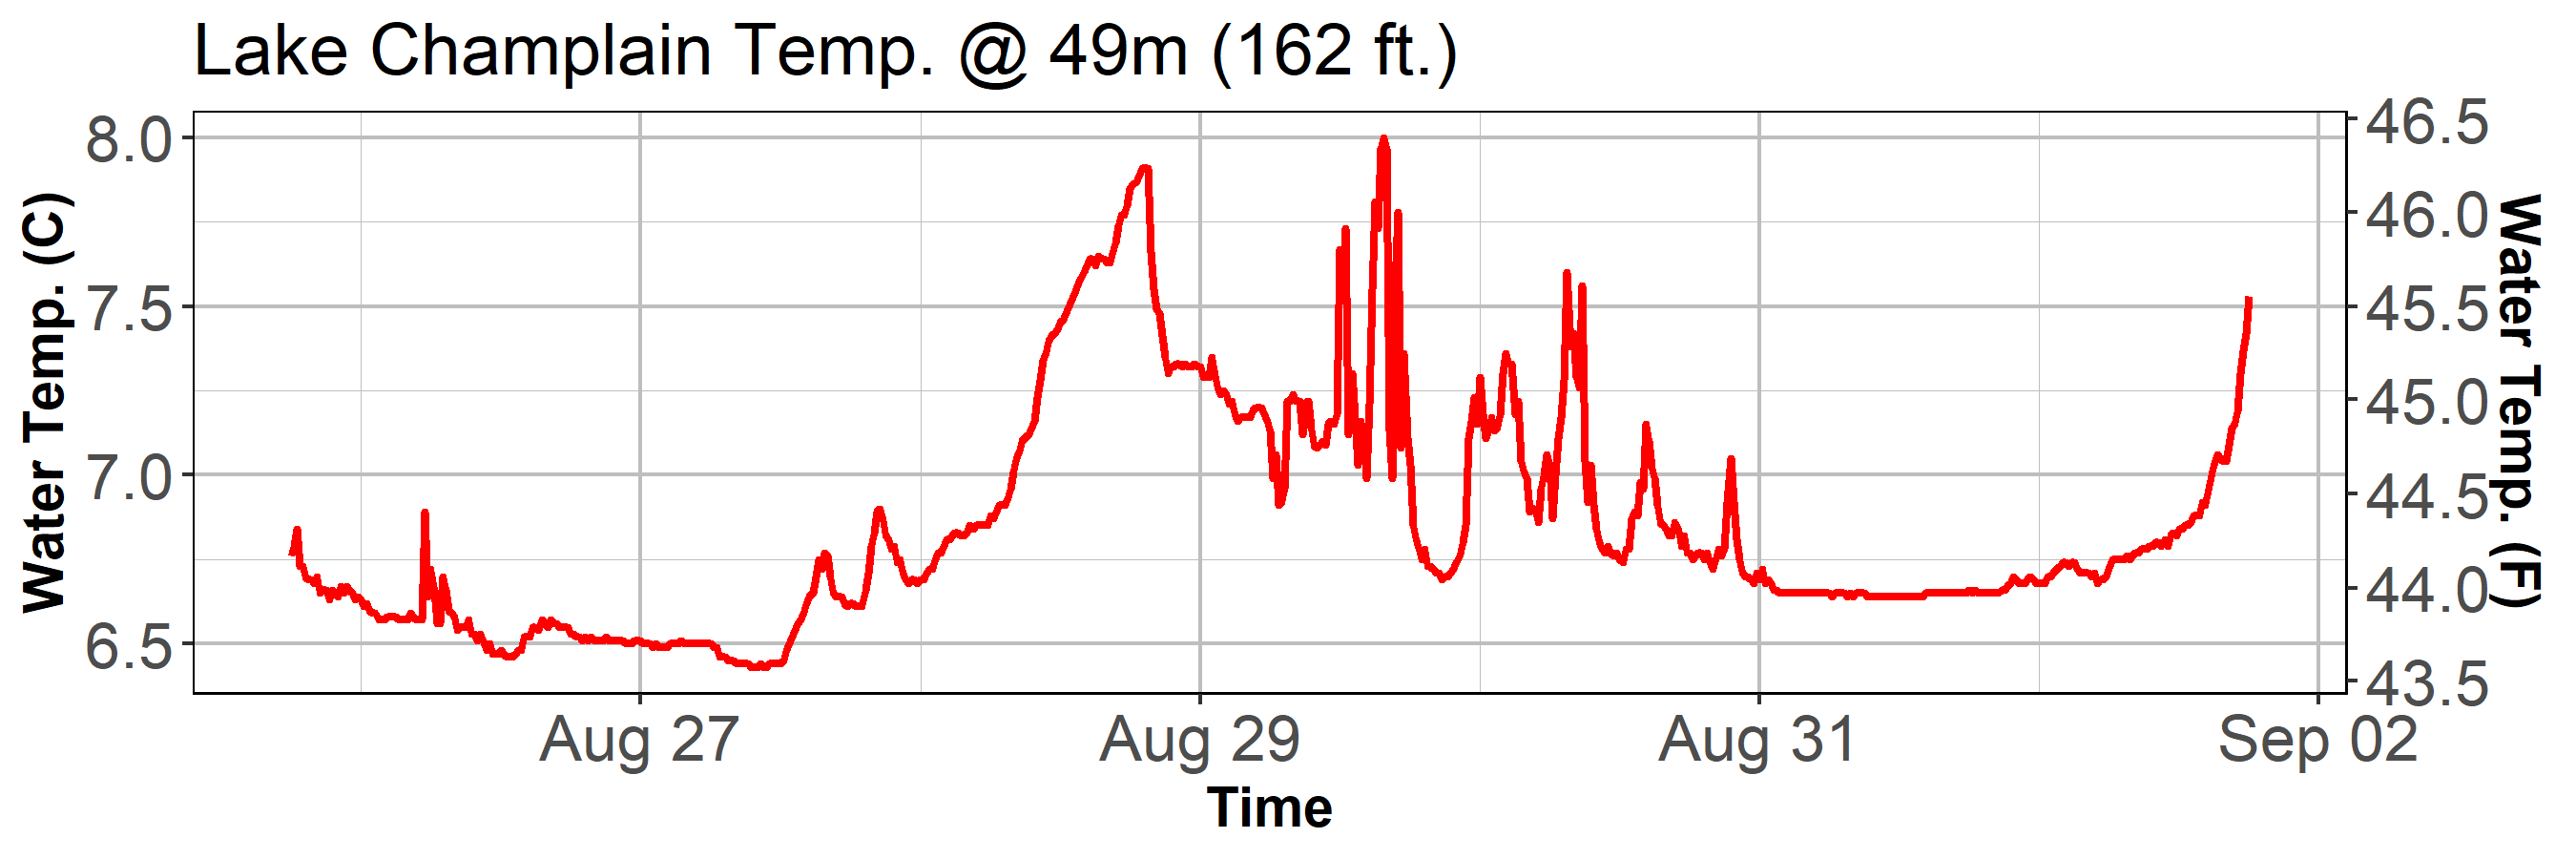 Lake Champlain Temp. @ 49m (162 ft.)
Water Temp. (C)
8.0
7.5
7.0
6.5
46.5
46.0
45.5
45.0
44.5
44.0
43.5
Water Temp. (F)
Aug 27 Aug 29 Aug 31 Sep 02
Time